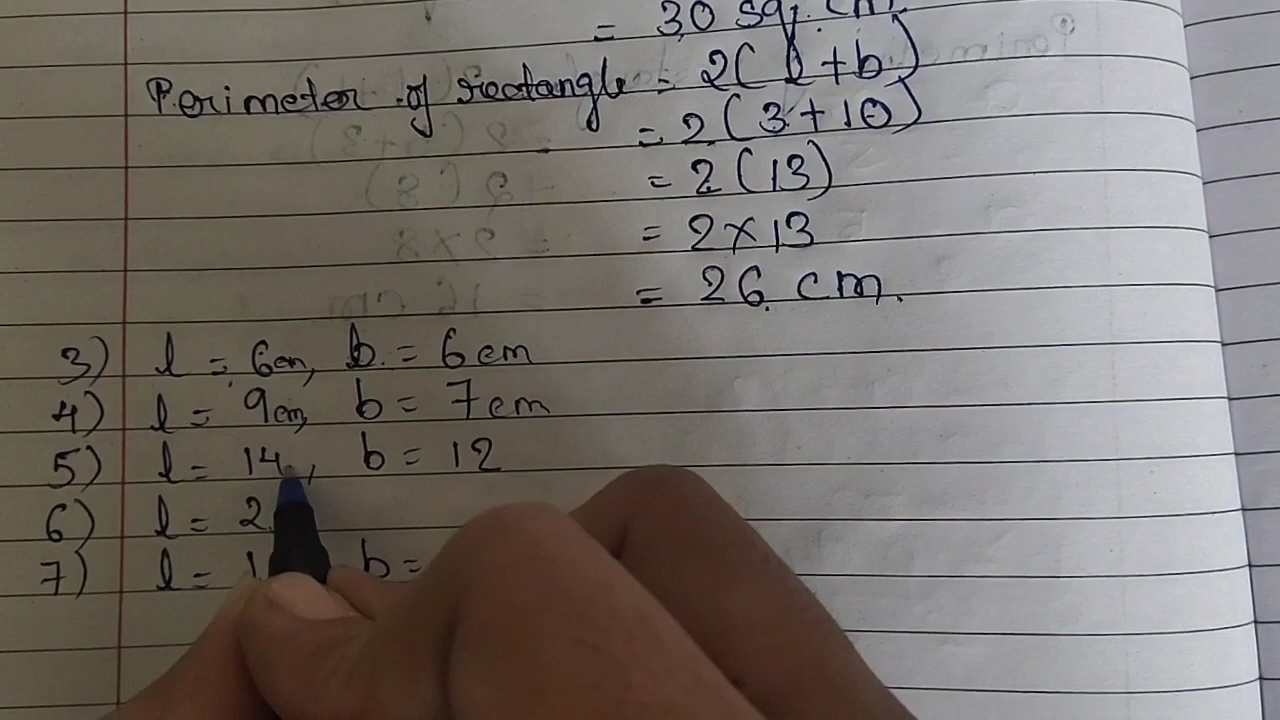 = 30 sq. cm.
Perimeter of rectangle = 2(l+b)
= 2(3+10)
= 2(13)
= 2×13
= 26 cm.
3) l = 6cm, b = 6cm
4) l = 9cm, b = 7cm
5) l = 14, b = 12
6) l = 2
7) l = 1 b =